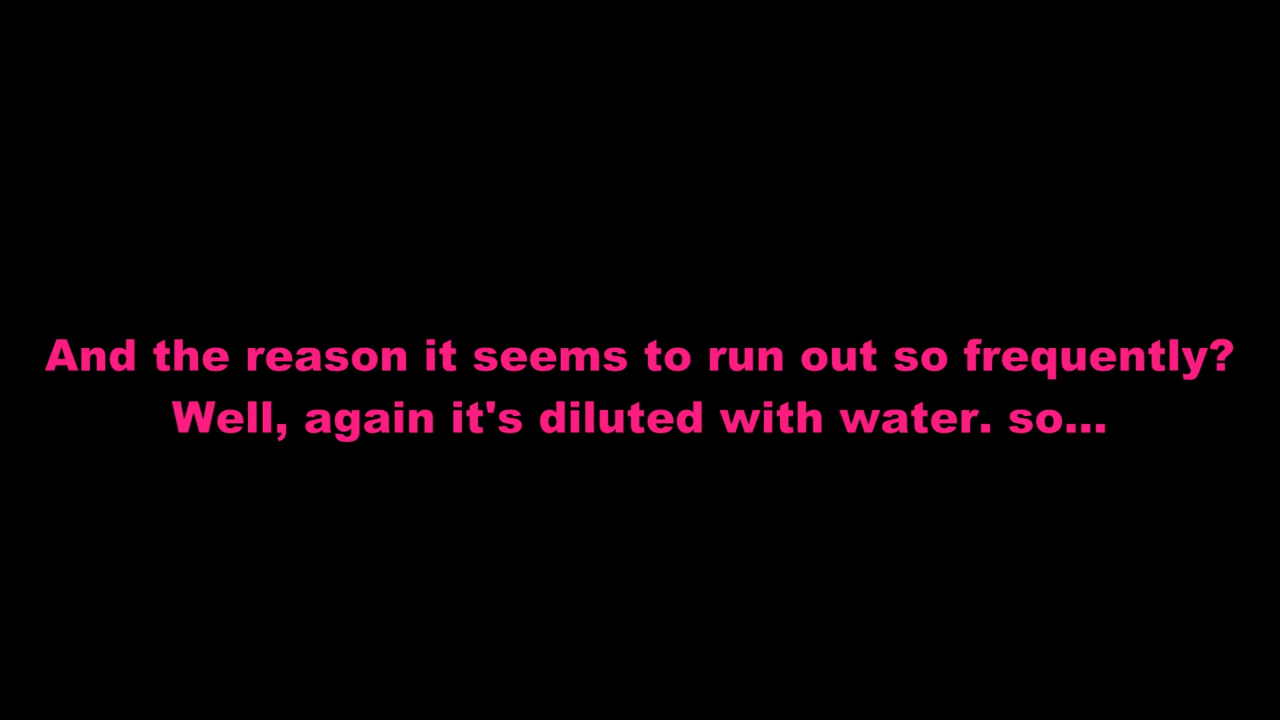 And the reason it seems to run out so frequently?
Well, again it's diluted with water. so...